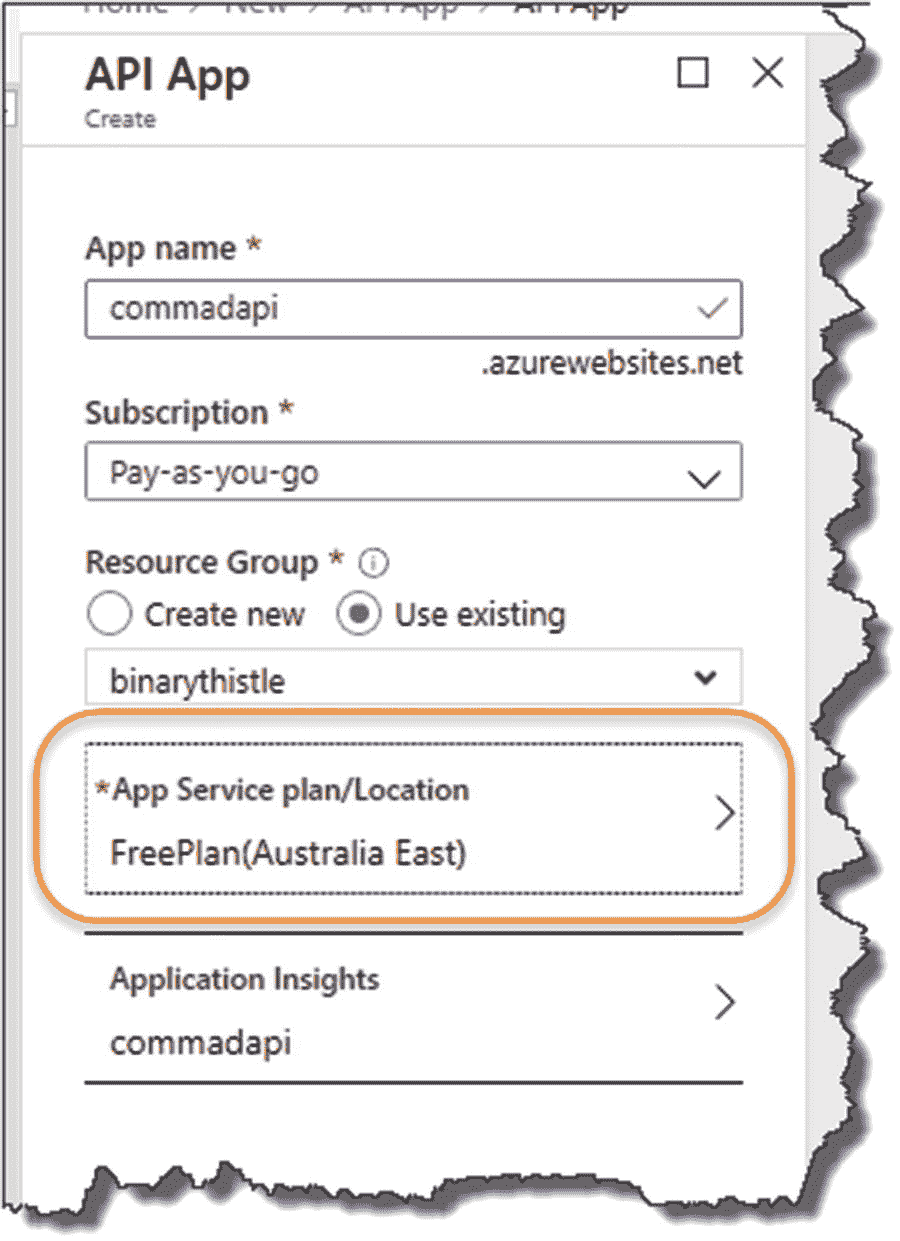 Home > New > API App > API App
API App
Create
App name *
commadapi
.azurewebsites.net
Subscription *
Pay-as-you-go
Resource Group *
Create new Use existing
binarythistle
*App Service plan/Location
FreePlan(Australia East)
Application Insights
commadapi